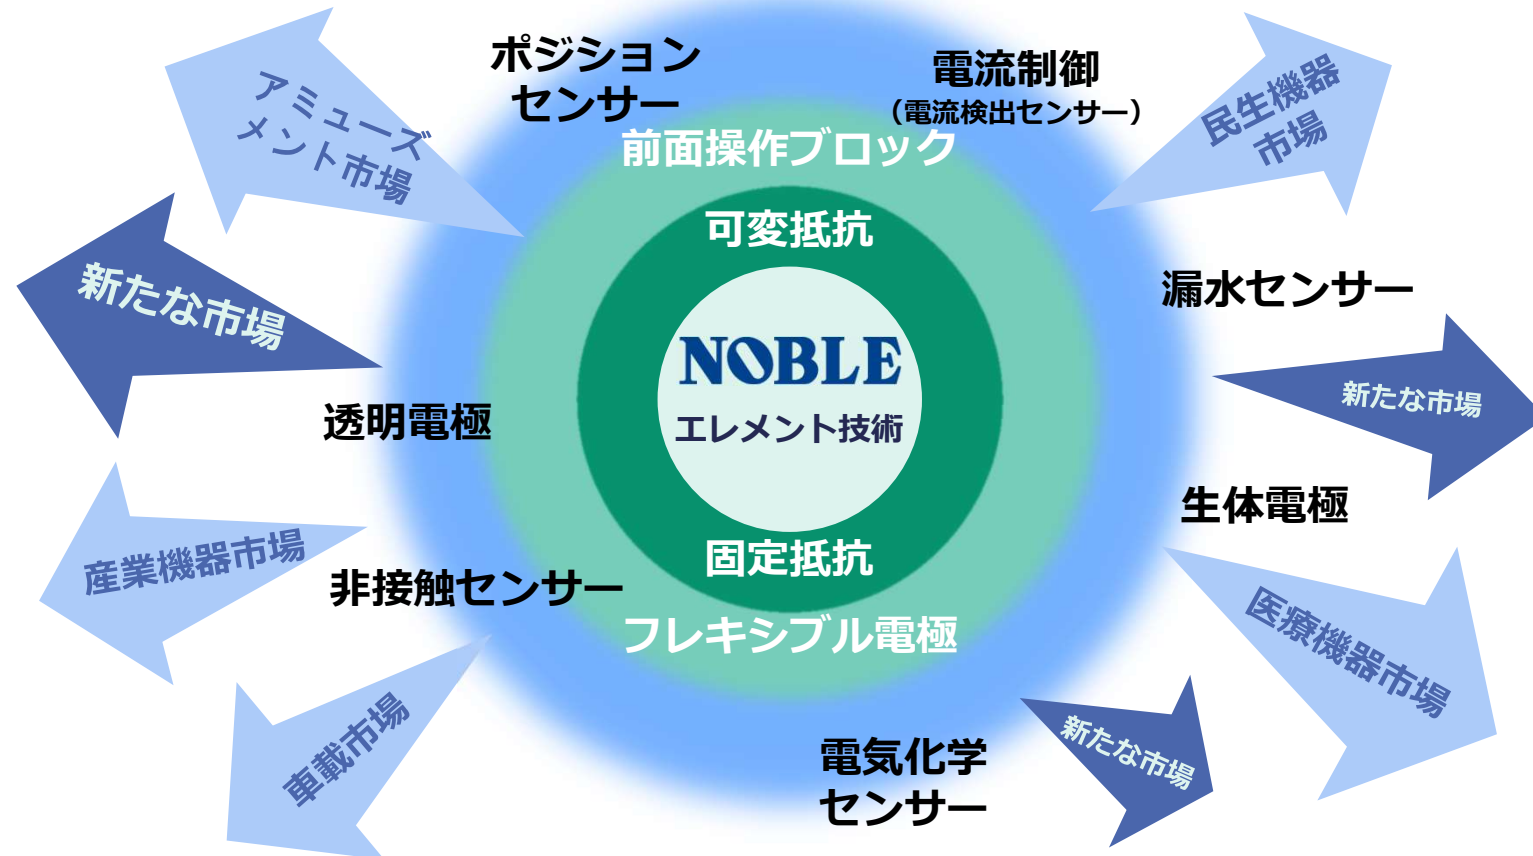 ポジション
センサー
電流制御
（電流検出センサー）
アミューズ
メント市場
民生機器
市場
前面操作ブロック
可変抵抗
新たな市場
漏水センサー
NOBLE
エレメント技術
透明電極
新たな市場
生体電極
産業機器市場
非接触センサー
固定抵抗
フレキシブル電極
医療機器市場
車載市場
電気化学
センサー
新たな市場